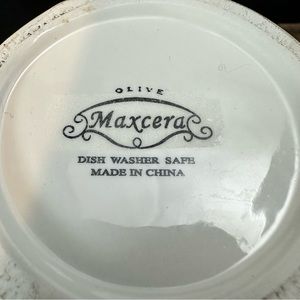 OLIVE
Maxcera
DISH WASHER SAFE
MADE IN CHINA